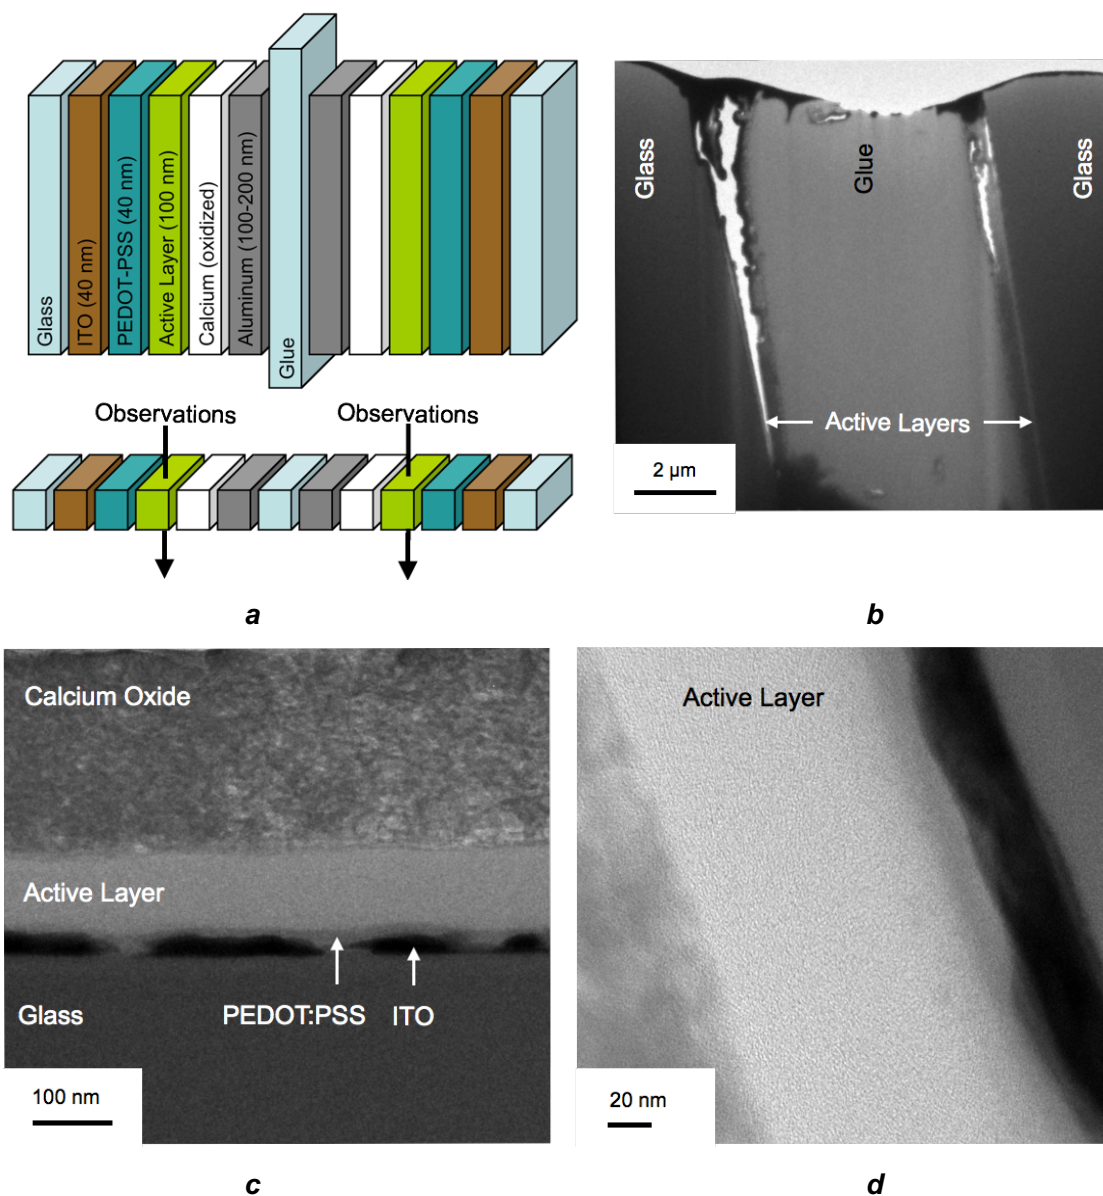 Glass
ITO (40 nm)
PEDOT-PSS (40 nm)
Active Layer (100 nm)
Calcium (oxidized)
Aluminum (100-200 nm)
Glue
Observations
Observations
a
Glass
Glue
Glass
Active Layers
2 µm
b
Calcium Oxide
Active Layer
Glass
PEDOT:PSS
ITO
100 nm
c
Active Layer
20 nm
d